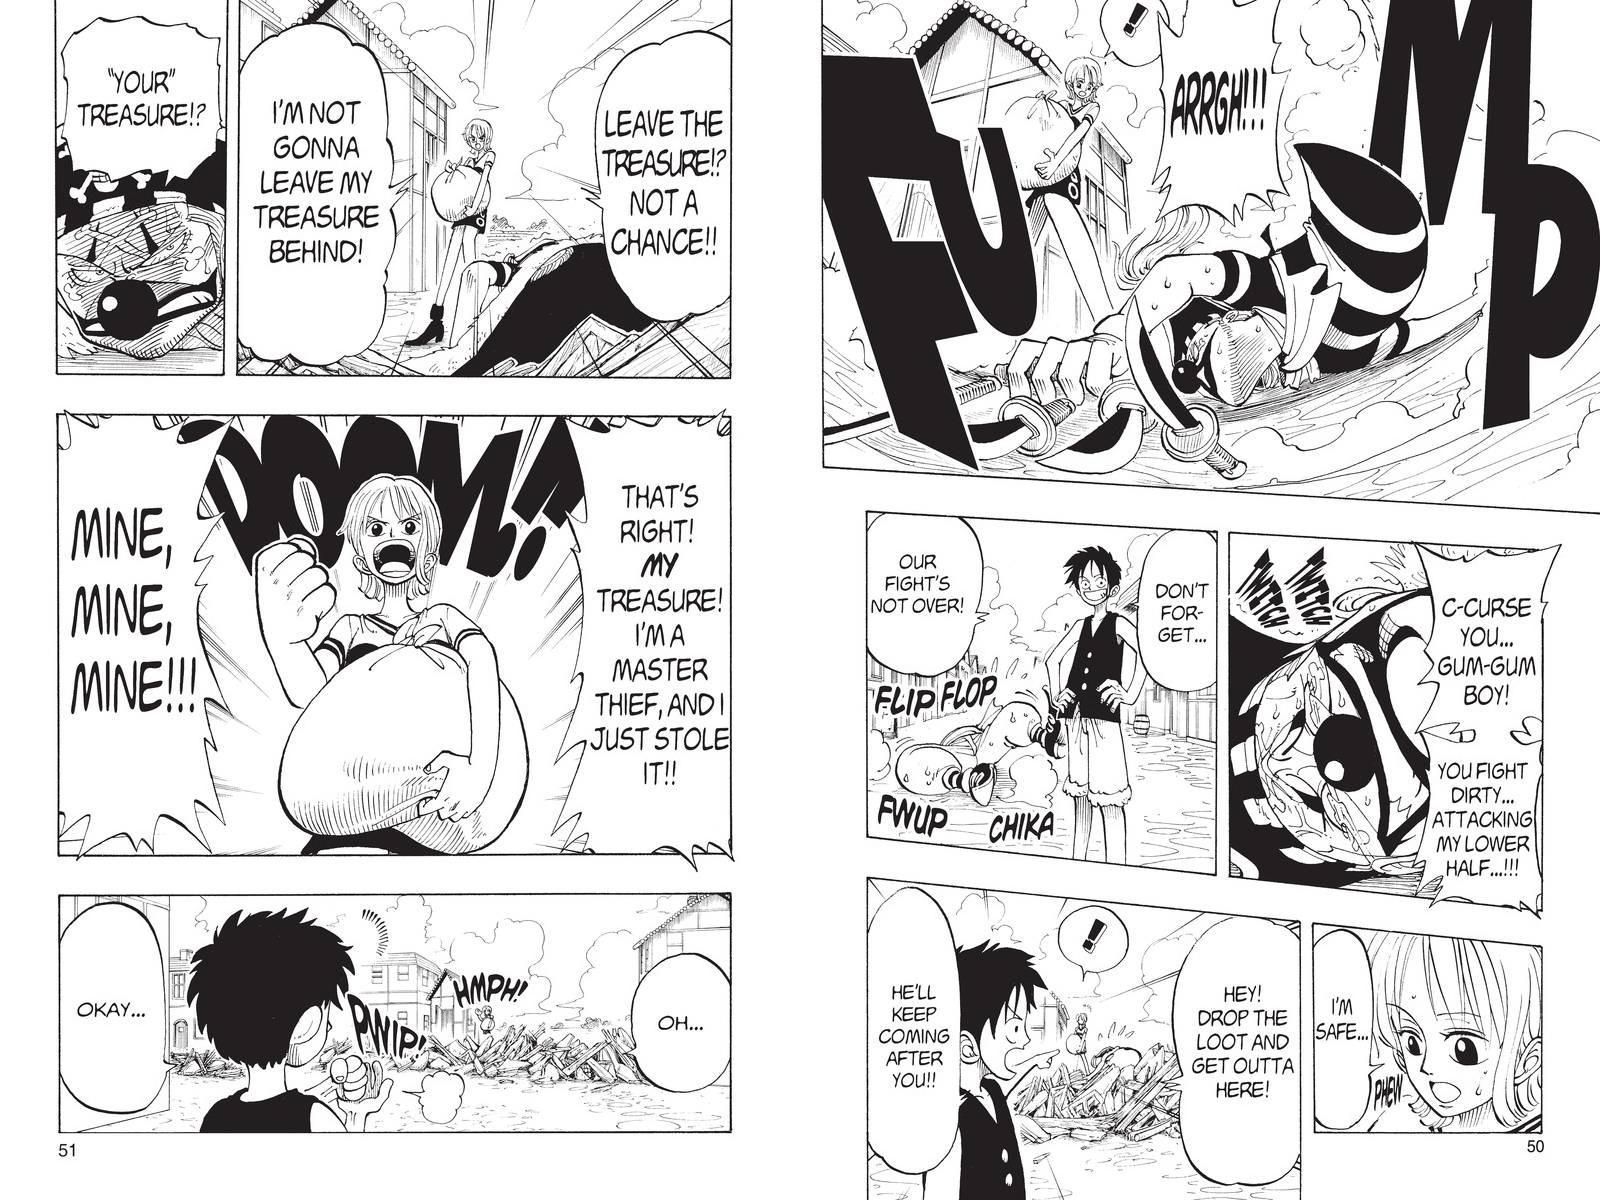 !
ARRGH!!!
FUMP
C-CURSE
YOU...
GUM-GUM
BOY!
YOU FIGHT
DIRTY...
ATTACKING
MY LOWER
HALF...!!!
TWITCH
TWITCH
DON'T
FOR-
GET...
OUR
FIGHT'S
NOT OVER!
FLIP FLOP
FWUP
CHIKA
I'M
SAFE...
PHEW
HEY!
DROP THE
LOOT AND
GET OUTTA
HERE!
!
HE'LL
KEEP
COMING
AFTER
YOU!!
50
LEAVE THE
TREASURE!?
NOT A
CHANCE!!
I'M NOT
GONNA
LEAVE MY
TREASURE
BEHIND!
"YOUR"
TREASURE!?
THAT'S
RIGHT!
MY
TREASURE!
I'M A
MASTER
THIEF, AND I
JUST STOLE
IT!!
DOOM!!
MINE,
MINE,
MINE!!!
OH...
HMPH!
PWIP!
OKAY...
51